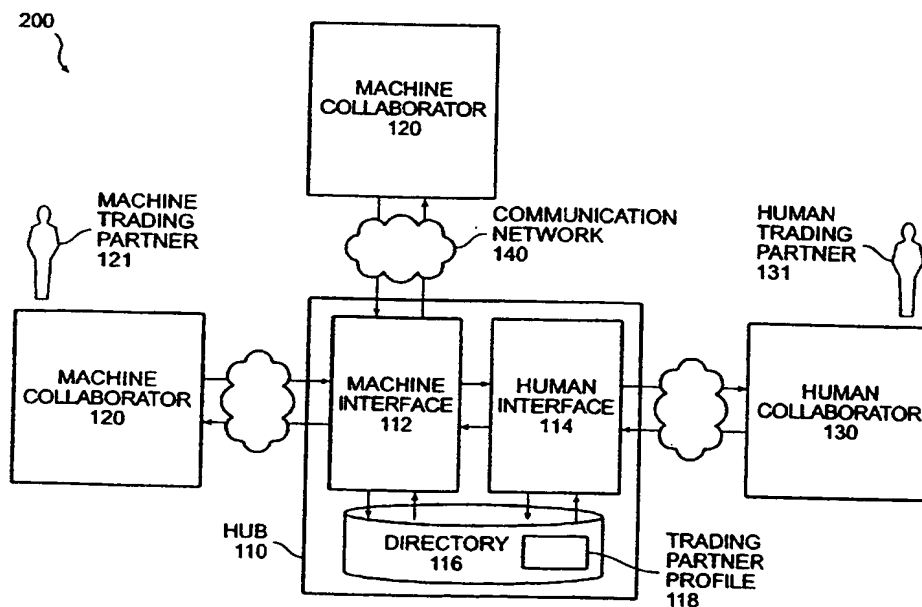 200
MACHINE
COLLABORATOR
120
MACHINE
TRADING
PARTNER
121
COMMUNICATION
NETWORK
140
HUMAN
TRADING
PARTNER
131
MACHINE
COLLABORATOR
120
MACHINE
INTERFACE
112
HUMAN
INTERFACE
114
HUMAN
COLLABORATOR
130
HUB
110
DIRECTORY
116
TRADING
PARTNER
PROFILE
118